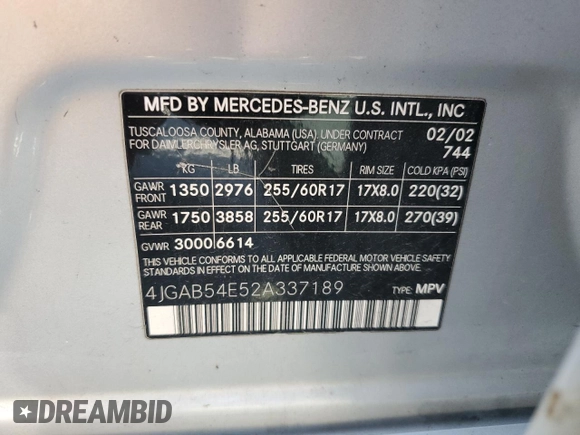 MFD BY MERCEDES-BENZ U.S. INTL., INC
TUSCALOOSA COUNTY, ALABAMA (USA), UNDER CONTRACT 02/02
FOR DAIMLERCHRYSLER AG, STUTTGART (GERMANY) 744
KG LB TIRES RIM SIZE COLD KPA (PSI)
GAWR FRONT 1350 2976 255/60R17 17X8.0 220(32)
GAWR REAR 1750 3858 255/60R17 17X8.0 270(39)
GVWR 3000 6614
THIS VEHICLE CONFORMS TO ALL APPLICABLE FEDERAL MOTOR VEHICLE SAFETY
STANDARDS IN EFFECT ON THE DATE OF MANUFACTURE SHOWN ABOVE.
4JGAB54E52A337189 TYPE: MPV
DREAMBID